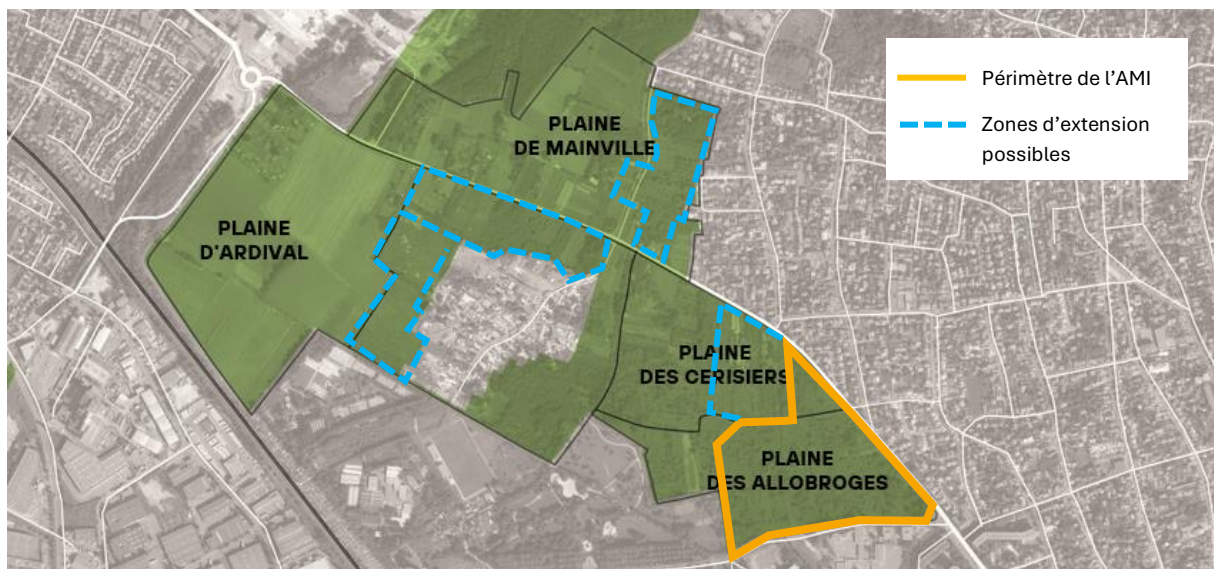 Périmètre de l'AMI
Zones d'extension
possibles
PLAINE
DE MAINVILLE
PLAINE
D'ARDIVAL
PLAINE
DES CERISIERS
PLAINE
DES ALLOBROGES